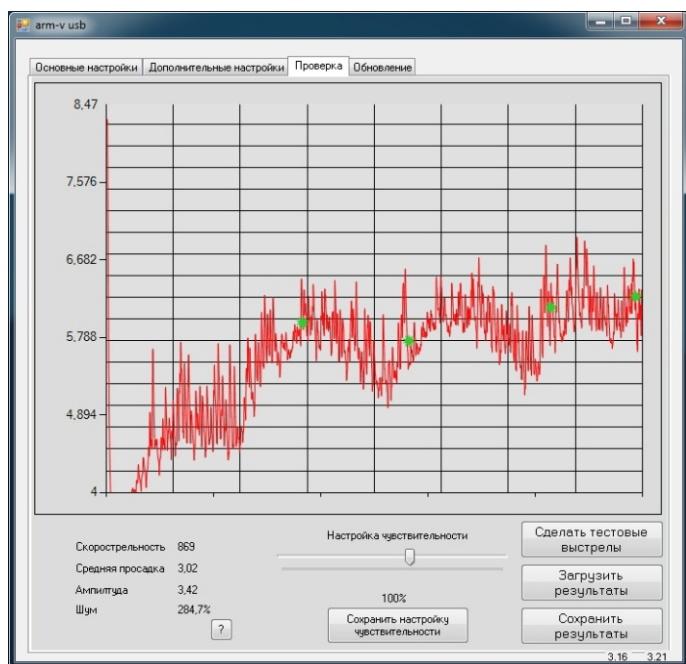 arm-v usb
Основные настройки Дополнительные настройки Проверка Обновление
8,47
7,576
6,682
5,788
4,894
4
Скорострельность 869
Средняя просадка 3,02
Ампилтуда 3,42
Шум 284,7%
?
Настройка чувствительности
100%
Сохранить настройку
чувствительности
Сделать тестовые
выстрелы
Загрузить
результаты
Сохранить
результаты
3.16 3.21